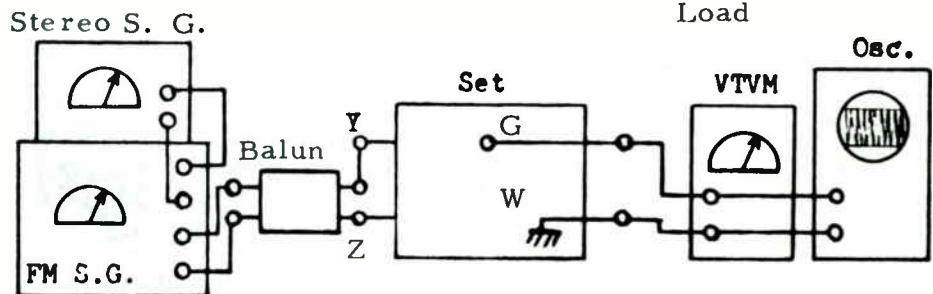 Load
Stereo S. G.
Osc.
Set
VTVM
Y
G
Balun
W
Z
FM S.G.